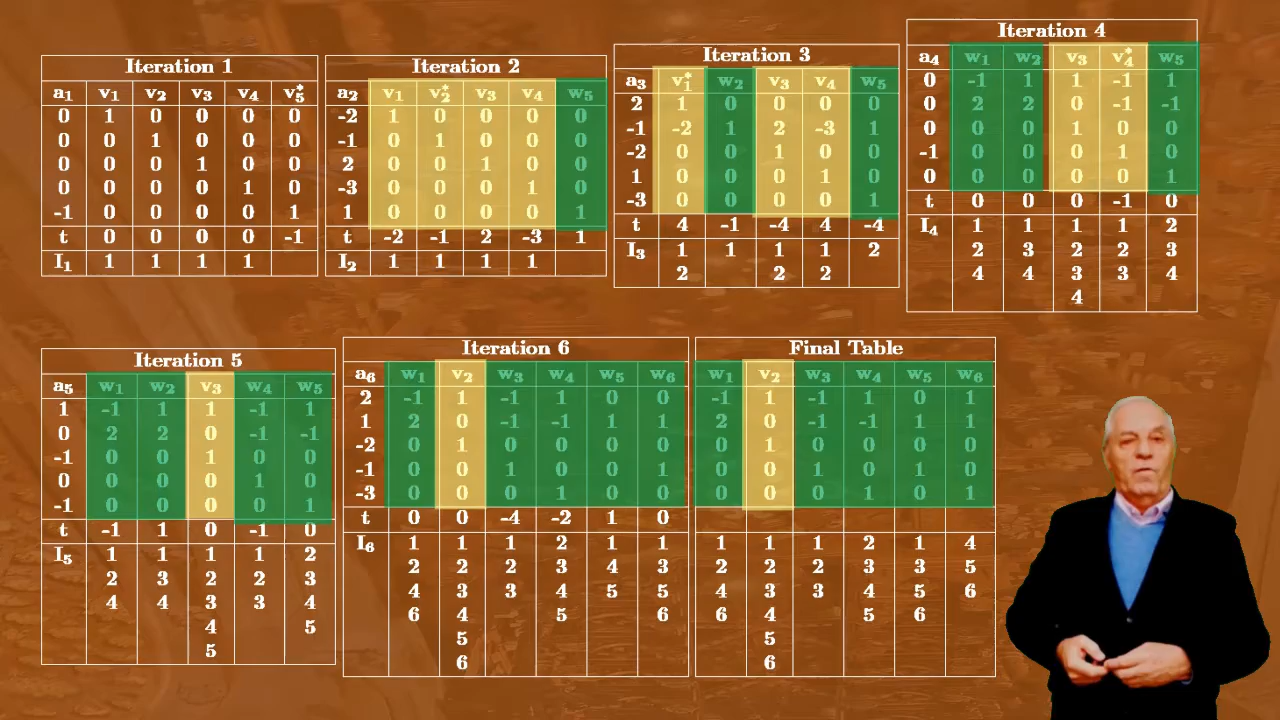 Iteration 1
a1 v1 v2 v3 v4 v5*
0 1 0 0 0 0
0 0 1 0 0 0
0 0 0 1 0 0
0 0 0 0 1 0
-1 0 0 0 0 1
t 0 0 0 0 -1
I1 1 1 1 1
Iteration 2
a2 v1 v2* v3 v4 w5
-2 1 0 0 0 0
-1 0 1 0 0 0
2 0 0 1 0 0
-3 0 0 0 1 0
1 0 0 0 0 1
t -2 -1 2 -3 1
I2 1 1 1 1
Iteration 3
a3 v1* w2 v3 v4 w5
2 1 0 0 0 0
-1 -2 1 2 -3 1
-2 0 0 1 0 0
1 0 0 0 1 0
-3 0 0 0 0 1
t 4 -1 -4 4 -4
I3 1 1 1 1 2
2 2 2
Iteration 4
a4 w1 w2 v3 v4* w5
0 -1 1 1 -1 1
0 2 2 0 -1 -1
0 0 0 1 0 0
-1 0 0 0 1 0
0 0 0 0 0 1
t 0 0 0 -1 0
I4 1 1 1 1 2
2 3 2 2 3
4 4 3 3 4
4
Iteration 5
a5 w1 w2 v3 w4 w5
1 -1 1 1 -1 1
0 2 2 0 -1 -1
-1 0 0 1 0 0
0 0 0 0 1 0
-1 0 0 0 0 1
t -1 1 0 -1 0
I5 1 1 1 1 2
2 3 2 2 3
4 4 3 3 4
4 5
5
Iteration 6
a6 w1 v2 w3 w4 w5 w6
2 -1 1 -1 1 0 0
1 2 0 -1 -1 1 1
-2 0 1 0 0 0 0
-1 0 0 1 0 0 1
-3 0 0 0 1 0 0
t 0 0 -4 -2 1 0
I6 1 1 1 2 1 1
2 2 2 3 4 3
4 3 3 4 5 5
6 4 5 6
5
6
Final Table
w1 v2 w3 w4 w5 w6
-1 1 -1 1 0 1
2 0 -1 -1 1 1
0 1 0 0 0 0
0 0 1 0 1 0
0 0 0 1 0 1
1 1 1 2 1 4
2 2 2 3 3 5
4 3 3 4 5 6
6 4 5 6
5
6